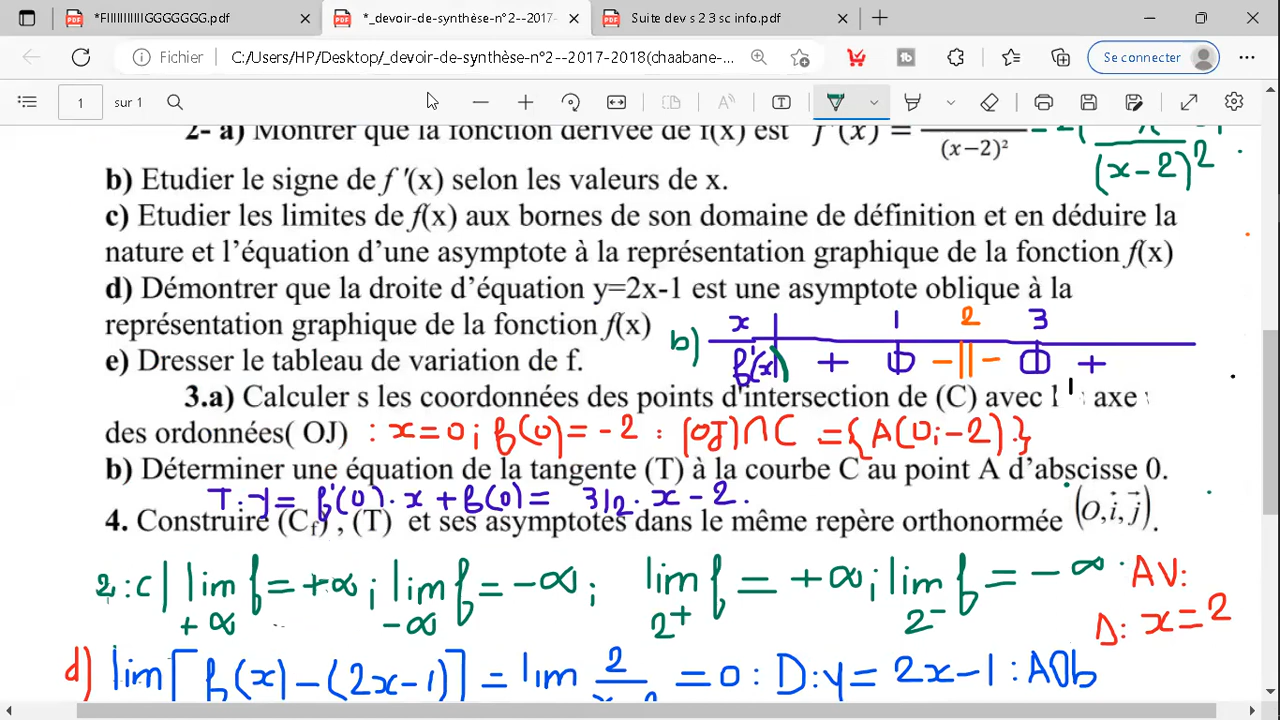 *FIIIIIIIIIIGGGGGGG.pdf
*_devoir-de-synthèse-n°2--2017-
Suite dev s 2 3 sc info.pdf
Fichier C:/Users/HP/Desktop/_devoir-de-synthèse-n°2--2017-2018(chaabane-...
Se connecter
1 sur 1
2- a) Montrer que la fonction dérivée de f(x) est f'(x) = (x−2)² = (x-2)²
b) Etudier le signe de f '(x) selon les valeurs de x.
c) Etudier les limites de f(x) aux bornes de son domaine de définition et en déduire la
nature et l'équation d'une asymptote à la représentation graphique de la fonction f(x)
d) Démontrer que la droite d'équation y=2x-1 est une asymptote oblique à la
représentation graphique de la fonction f(x)
x 1 2 3
b) f'(x) + 0 - || - 0 +
e) Dresser le tableau de variation de f.
3.a) Calculer s les coordonnées des points d'intersection de (C) avec l axe
des ordonnées( OJ) : x=0; f(0)=-2 : (OJ)∩C ={A(0;-2)}
b) Déterminer une équation de la tangente (T) à la courbe C au point A d'abscisse 0.
T: y= f'(0). x + f(0)= 3/2. x - 2.
4. Construire (Cf) , (T) et ses asymptotes dans le même repère orthonormée (O,i⃗,j⃗).
2:c| lim f = +∞ ; lim f = -∞ ; lim f = +∞ ; lim f = -∞ . AV:
+∞ -∞ 2+ 2- Δ: x=2
d) lim [f(x)-(2x-1)] = lim 2 = 0 : D: y = 2x-1 : AOb